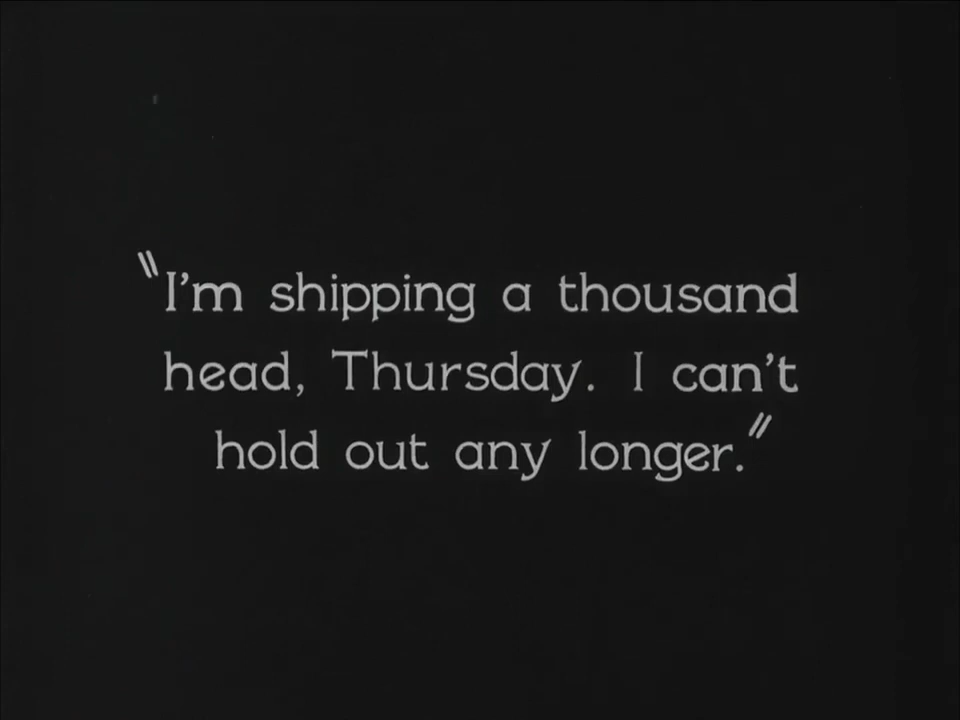 "I'm shipping a thousand
head, Thursday. I can't
hold out any longer."